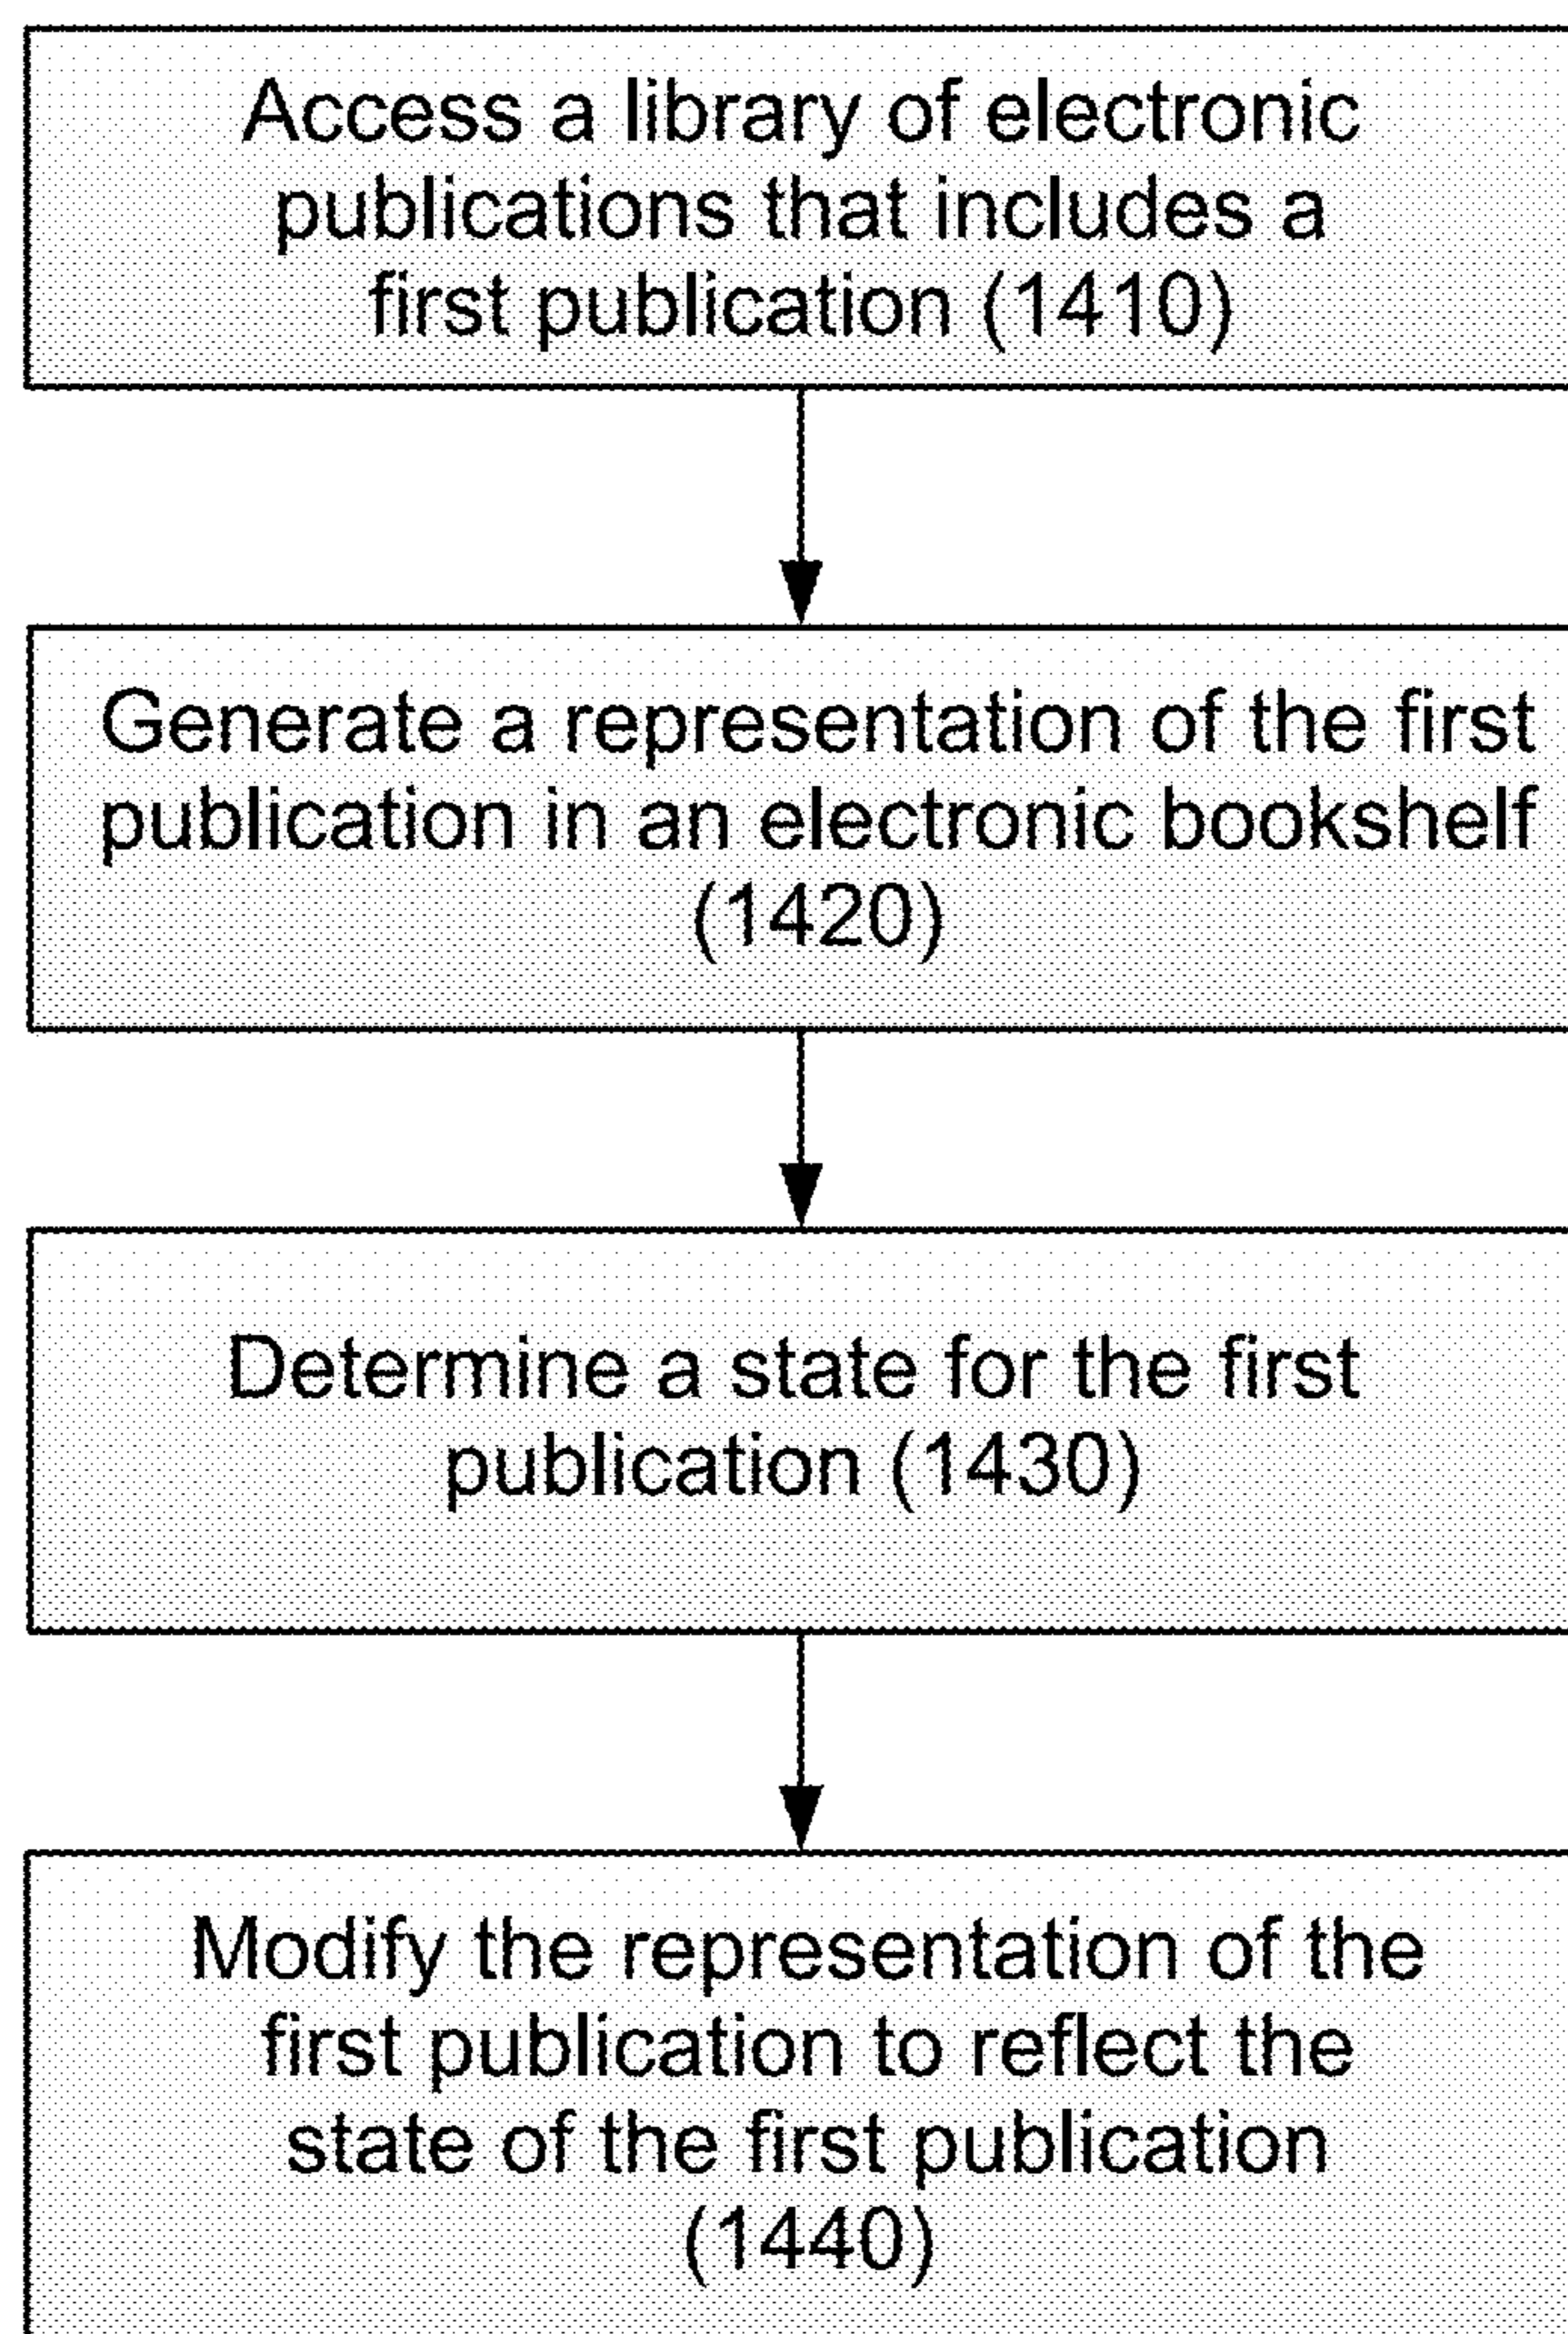 Access a library of electronic
publications that includes a
first publication (1410)
Generate a representation of the first
publication in an electronic bookshelf
(1420)
Determine a state for the first
publication (1430)
Modify the representation of the
first publication to reflect the
state of the first publication
(1440)